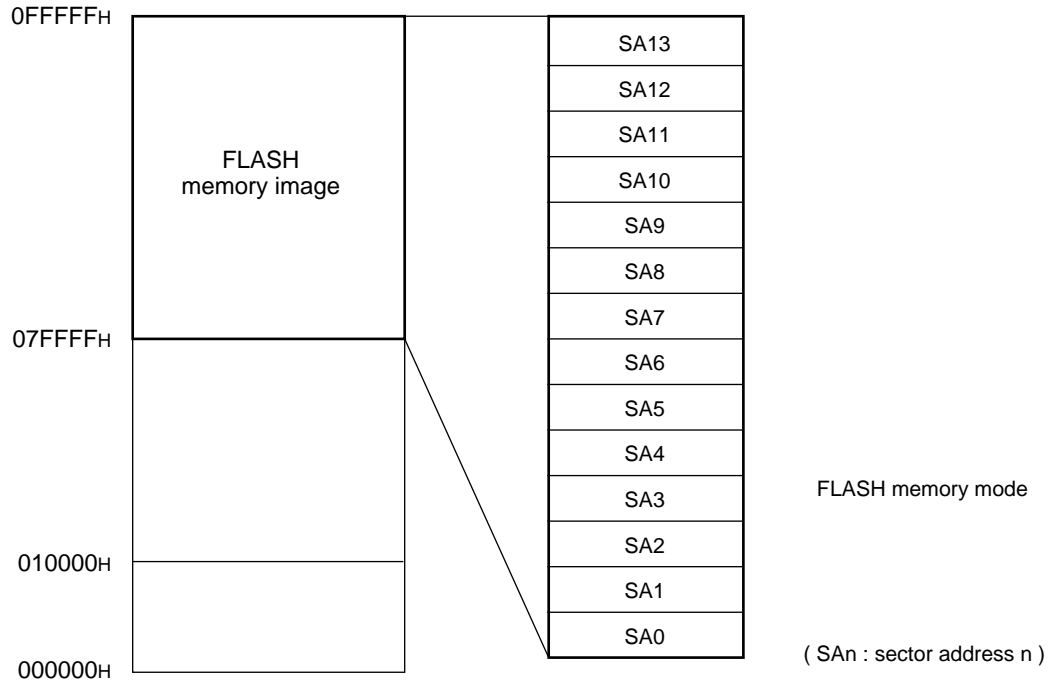 0FFFFFH
FLASH
memory image
07FFFFH
010000H
000000H
SA13
SA12
SA11
SA10
SA9
SA8
SA7
SA6
SA5
SA4
SA3
SA2
SA1
SA0
FLASH memory mode
( SAn : sector address n )